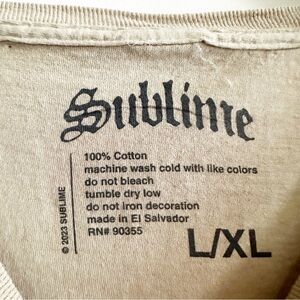 Sublime
100% Cotton
machine wash cold with like colors
do not bleach
tumble dry low
do not iron decoration
made in El Salvador
RN# 90355
© 2023 SUBLIME
L/XL